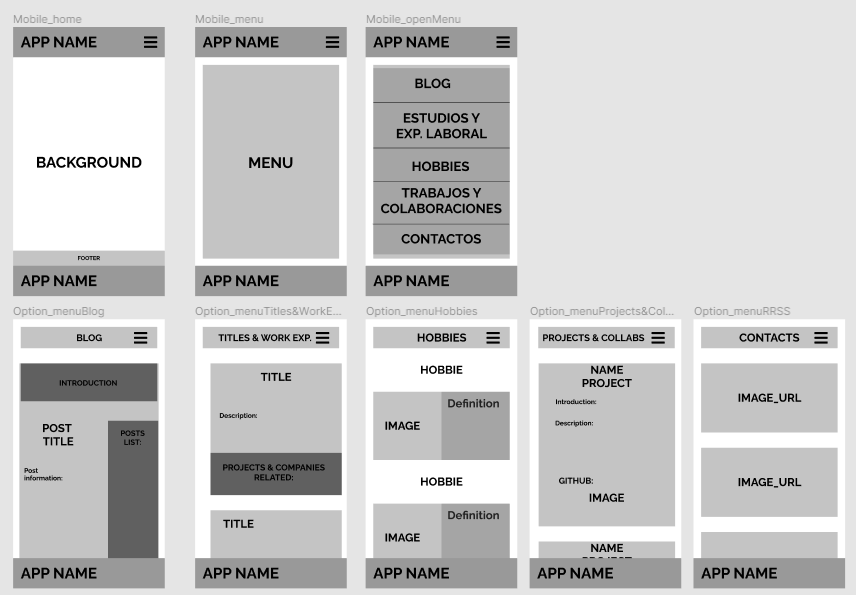 Mobile_home
APP NAME
BACKGROUND
FOOTER
APP NAME
Mobile_menu
APP NAME
MENU
APP NAME
Mobile_openMenu
APP NAME
BLOG
ESTUDIOS Y
EXP. LABORAL
HOBBIES
TRABAJOS Y
COLABORACIONES
CONTACTOS
APP NAME
Option_menuBlog
BLOG
INTRODUCTION
POST
TITLE
POSTS
LIST:
Post
information:
APP NAME
Option_menuTitles&WorkE...
TITLES & WORK EXP.
TITLE
Description:
PROJECTS & COMPANIES
RELATED:
TITLE
APP NAME
Option_menuHobbies
HOBBIES
HOBBIE
IMAGE
Definition
HOBBIE
IMAGE
Definition
APP NAME
Option_menuProjects&Col...
PROJECTS & COLLABS
NAME
PROJECT
Introduction:
Description:
GITHUB:
IMAGE
NAME
PROJECT
APP NAME
Option_menuRRSS
CONTACTS
IMAGE_URL
IMAGE_URL
APP NAME